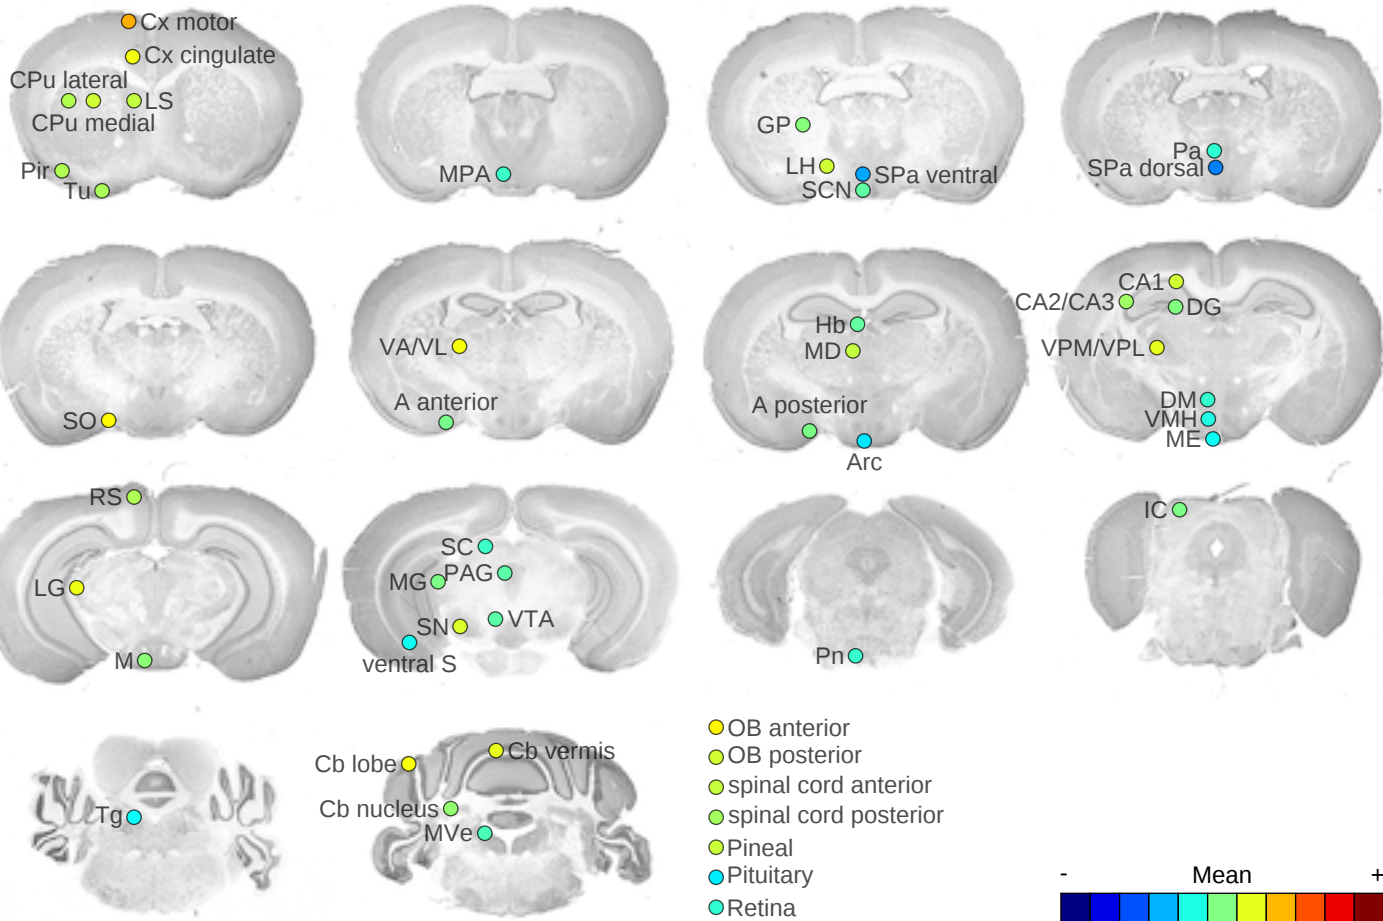 Cx motor
Cx cingulate
CPu lateral
LS
CPu medial
Pir
Tu
MPA
GP
LH
SPa ventral
SCN
Pa
SPa dorsal
SO
VA/VL
A anterior
Hb
MD
A posterior
Arc
CA1
CA2/CA3
DG
VPM/VPL
DM
VMH
ME
RS
LG
M
SC
PAG
MG
VTA
SN
ventral S
Pn
IC
Tg
Cb lobe
Cb vermis
Cb nucleus
MVe
OB anterior
OB posterior
spinal cord anterior
spinal cord posterior
Pineal
Pituitary
Retina
- Mean +